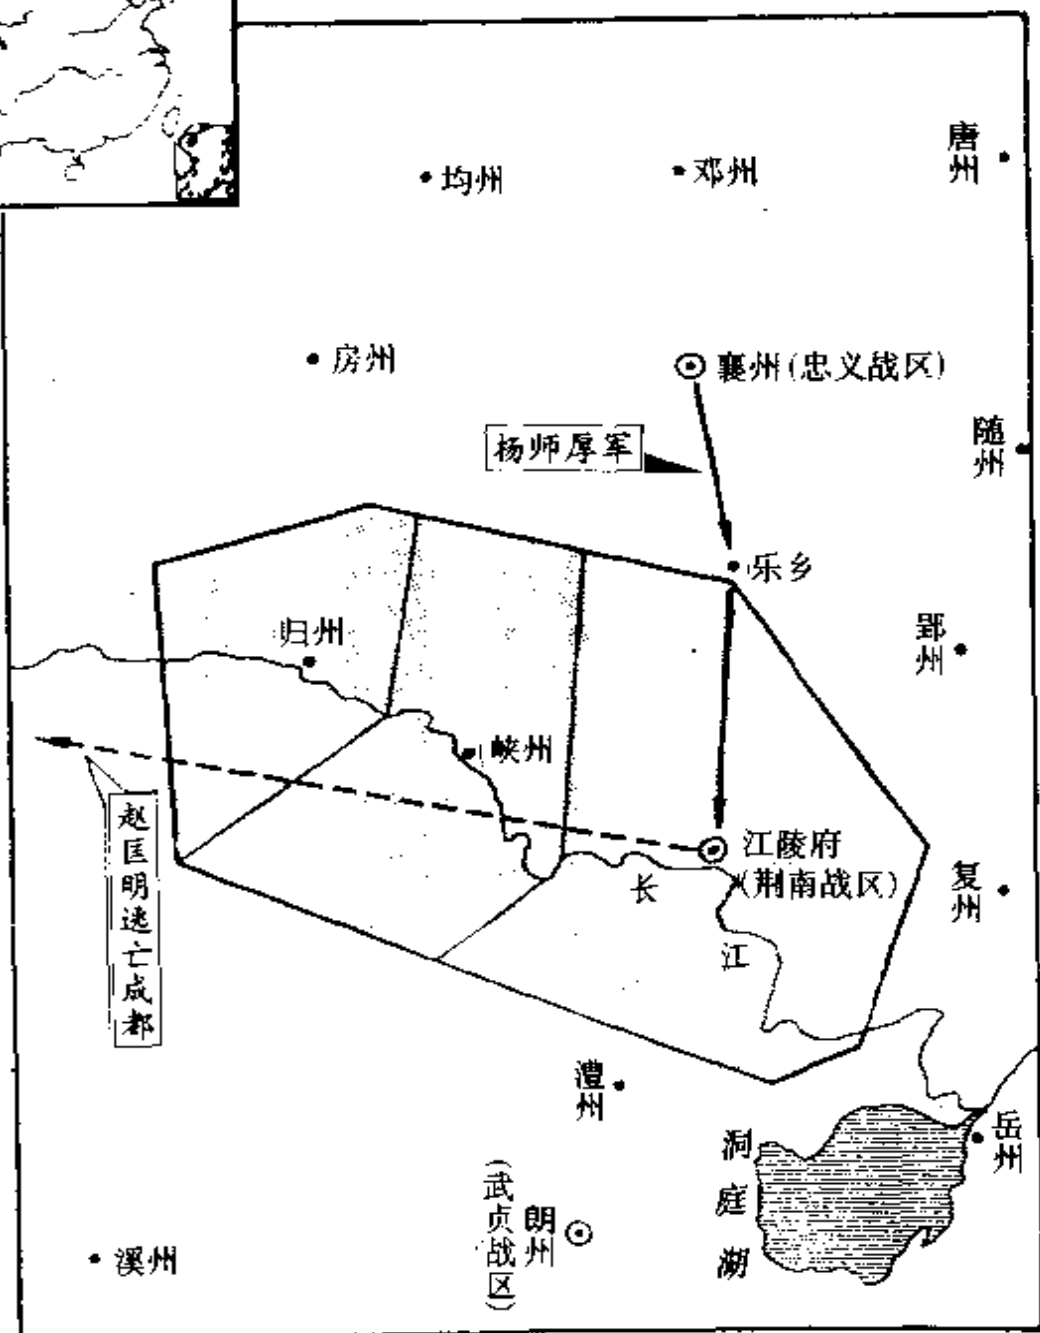 均州
邓州
唐州
房州
襄州(忠义战区)
随州
杨师厚军
乐乡
归州
郢州
峡州
赵匡明逃亡成都
江陵府
(荆南战区)
复州
长江
澧州
岳州
洞庭湖
朗州
(武贞战区)
溪州